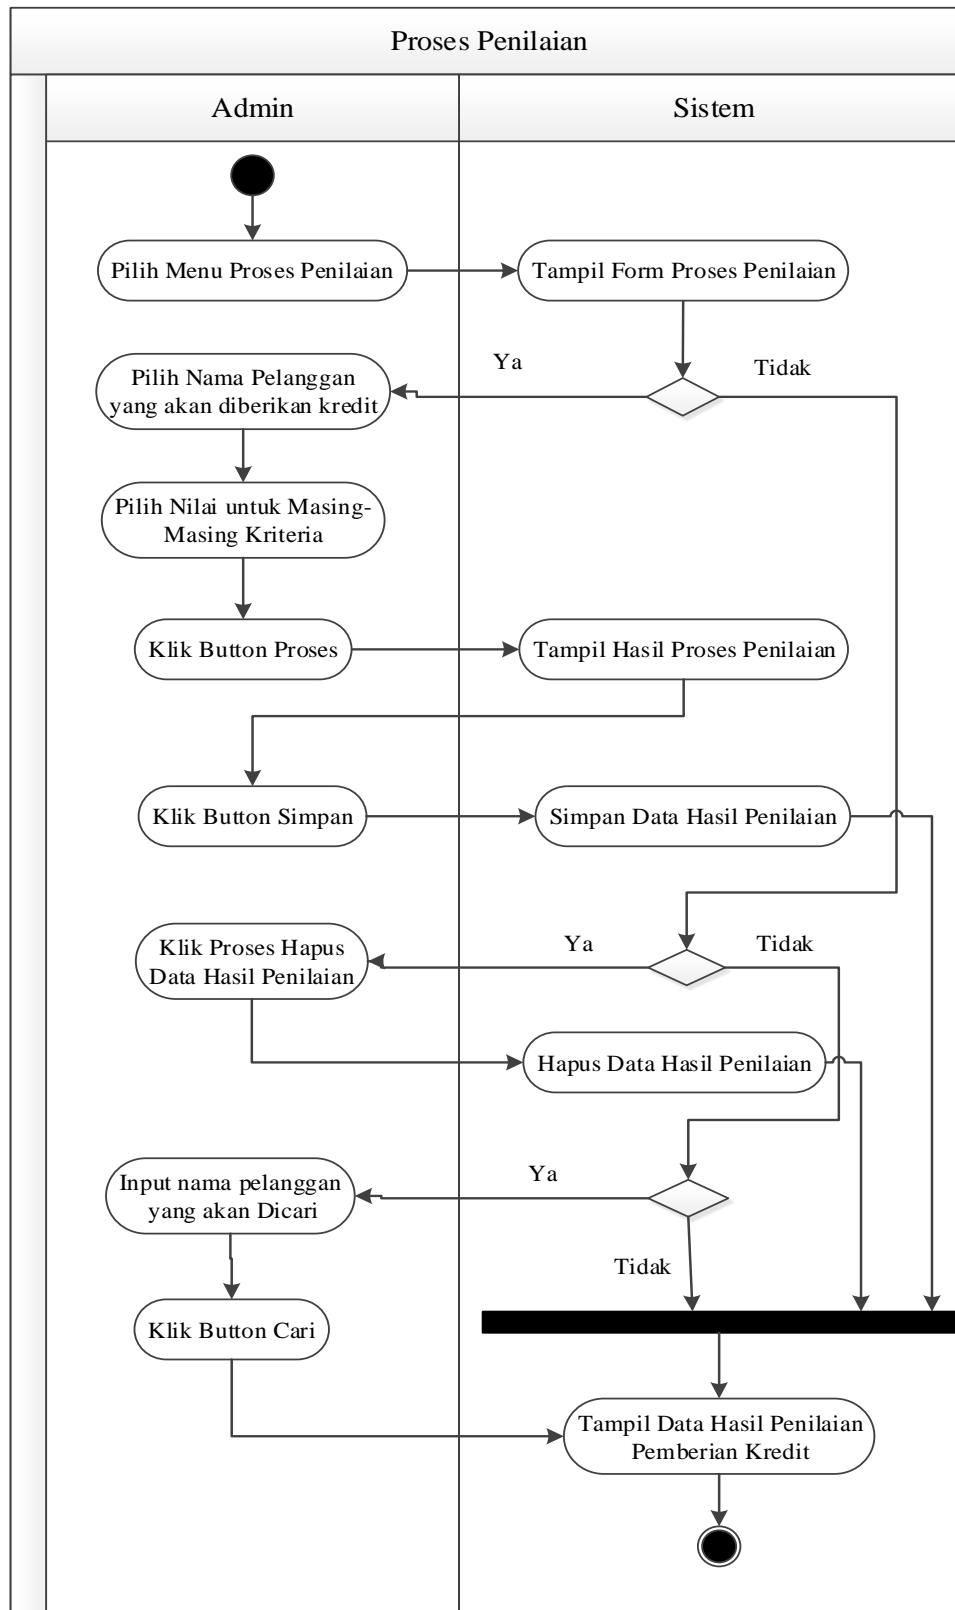 Proses Penilaian
Admin
Sistem
Pilih Menu Proses Penilaian
Tampil Form Proses Penilaian
Ya
Tidak
Pilih Nama Pelanggan
yang akan diberikan kredit
Pilih Nilai untuk Masing-
Masing Kriteria
Klik Button Proses
Tampil Hasil Proses Penilaian
Klik Button Simpan
Simpan Data Hasil Penilaian
Ya
Tidak
Klik Proses Hapus
Data Hasil Penilaian
Hapus Data Hasil Penilaian
Ya
Input nama pelanggan
yang akan Dicari
Tidak
Klik Button Cari
Tampil Data Hasil Penilaian
Pemberian Kredit